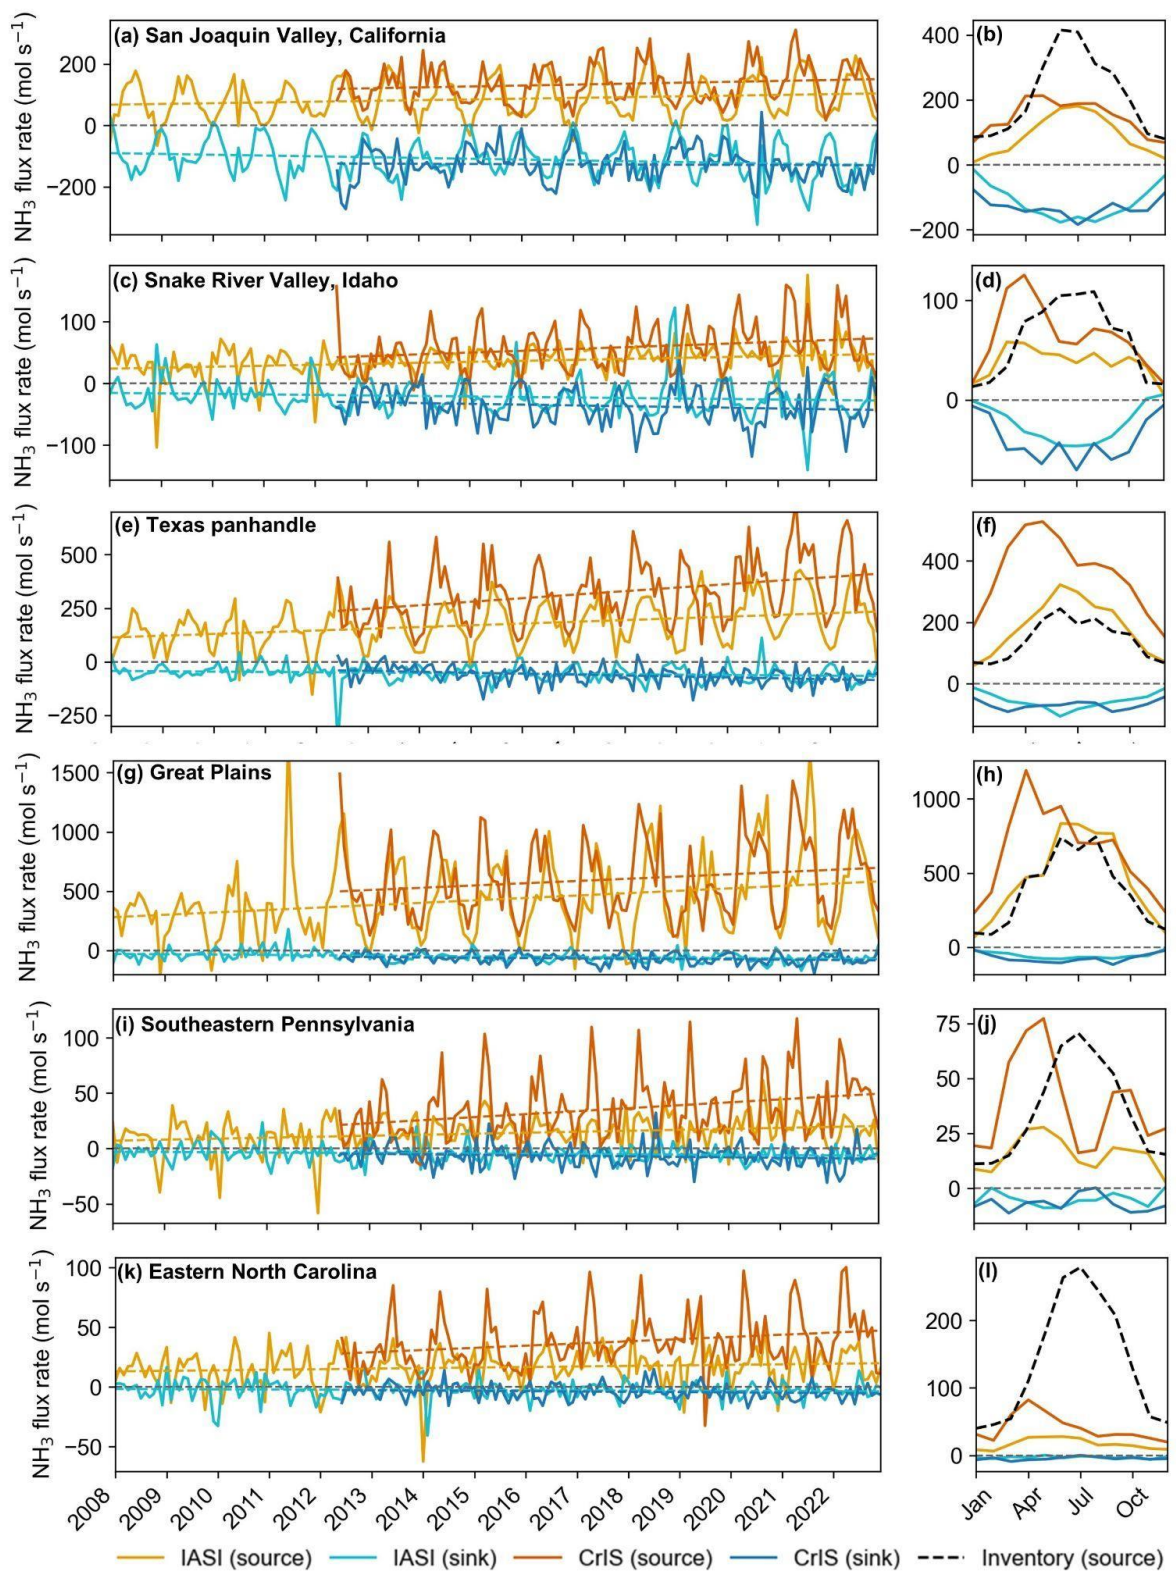 (a) San Joaquin Valley, California
NH3 flux rate (mol s−1)
200
0
−200
(b)
400
200
0
−200
(c) Snake River Valley, Idaho
NH3 flux rate (mol s−1)
100
0
−100
(d)
100
0
(e) Texas panhandle
NH3 flux rate (mol s−1)
500
250
0
−250
(f)
400
200
0
(g) Great Plains
NH3 flux rate (mol s−1)
1500
1000
500
0
(h)
1000
500
0
(i) Southeastern Pennsylvania
NH3 flux rate (mol s−1)
100
50
0
−50
(j)
75
50
25
0
(k) Eastern North Carolina
NH3 flux rate (mol s−1)
100
50
0
−50
(l)
200
100
0
2008 2009 2010 2011 2012 2013 2014 2015 2016 2017 2018 2019 2020 2021 2022
Jan Apr Jul Oct
IASI (source) IASI (sink) CrIS (source) CrIS (sink) Inventory (source)